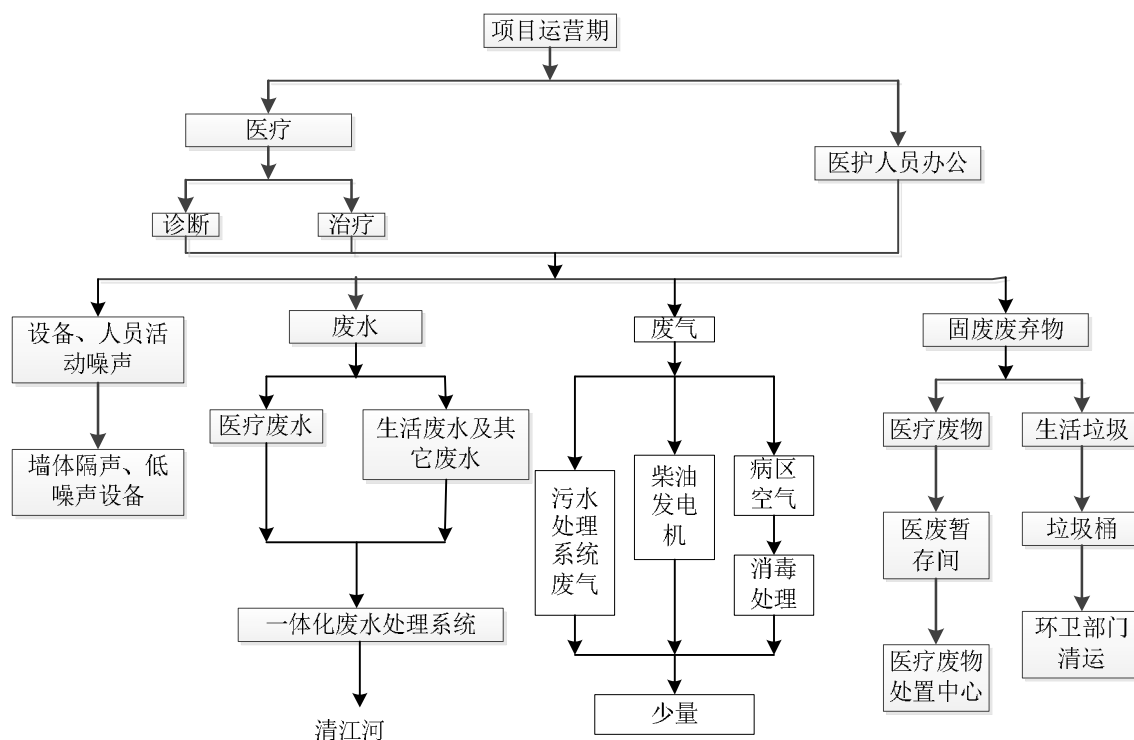 项目运营期
医疗
医护人员办公
诊断
治疗
设备、人员活
动噪声
废水
废气
固废废弃物
医疗废水
生活废水及其
它废水
医疗废物
生活垃圾
墙体隔声、低
噪声设备
污水
处理
系统
废气
柴油
发电
机
病区
空气
消毒
处理
医废暂
存间
垃圾桶
一体化废水处理系统
医疗废物
处置中心
环卫部门
清运
清江河
少量